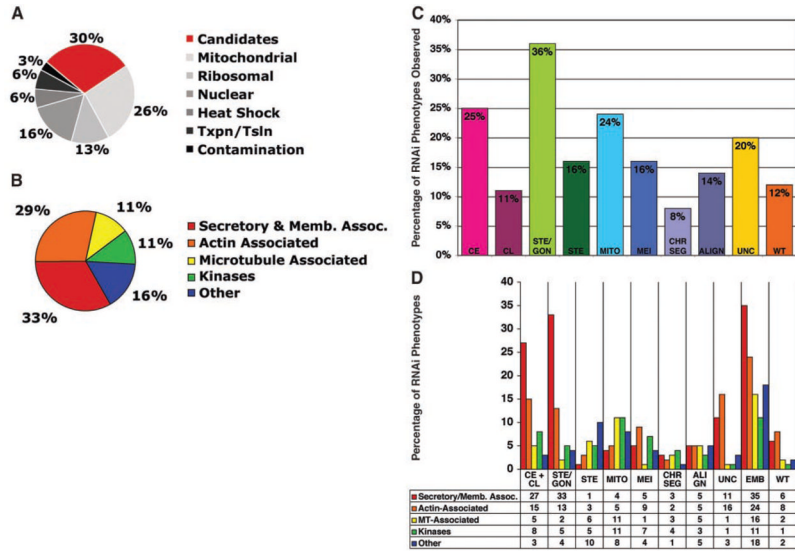 A
30%
3%
6%
6%
16%
13%
26%
Candidates
Mitochondrial
Ribosomal
Nuclear
Heat Shock
Txpn/Tsln
Contamination
B
29%
11%
11%
16%
33%
Secretory & Memb. Assoc.
Actin Associated
Microtubule Associated
Kinases
Other
C
Percentage of RNAi Phenotypes Observed
40%
35%
30%
25%
20%
15%
10%
5%
0%
25%
11%
36%
16%
24%
16%
8%
14%
20%
12%
CE
CL
STE/
GON
STE
MITO
MEI
CHR
SEG
ALIGN
UNC
WT
D
Percentage of RNAi Phenotypes
40
35
30
25
20
15
10
5
0
CE + CL STE/ GON STE MITO MEI CHR SEG ALI GN UNC EMB WT
Secretory/Memb. Assoc. 27 33 1 4 5 3 5 11 35 6
Actin-Associated 15 13 3 5 9 2 5 16 24 8
MT-Associated 5 2 6 11 1 3 5 1 16 2
Kinases 8 5 5 11 7 4 3 1 11 1
Other 3 4 10 8 4 1 5 3 18 2